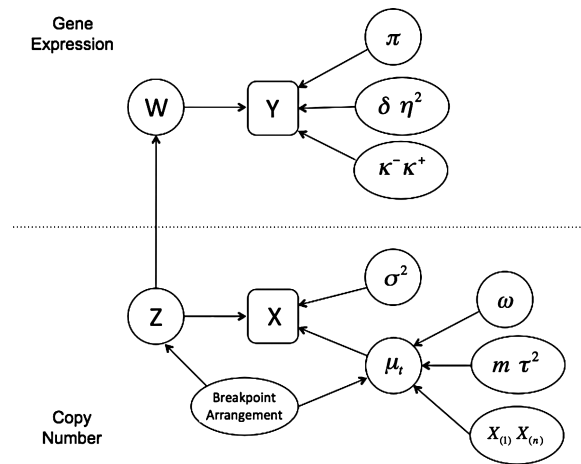 Gene
Expression
π
W
Y
δ η²
κ⁻κ⁺
σ²
ω
Z
X
μₜ
m τ²
Breakpoint
Arrangement
X₍₁₎ X₍ₙ₎
Copy
Number